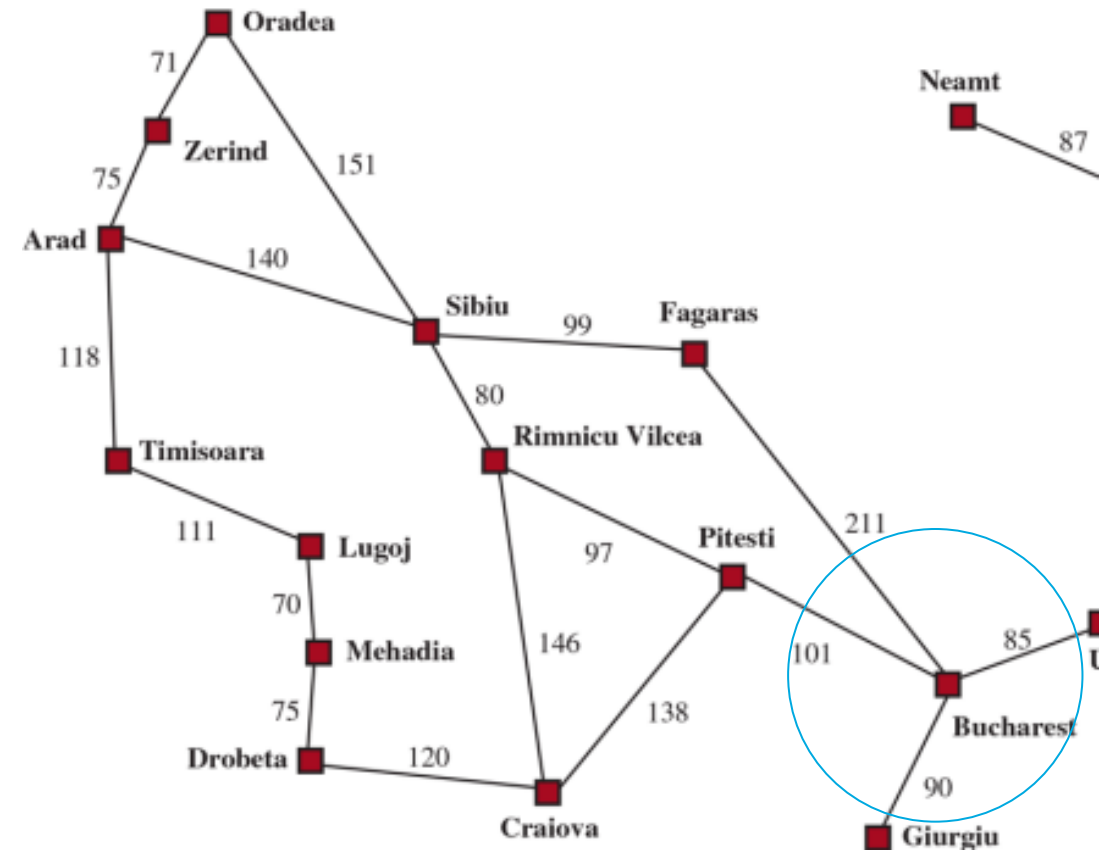 Oradea
71
Neamt
87
Zerind
151
75
Arad
140
Sibiu
Fagaras
99
118
80
Timisoara
Rimnicu Vilcea
111
211
Lugoj
97
Pitesti
70
146
101
85
Mehadia
75
138
Bucharest
Drobeta
120
90
Craiova
Giurgiu